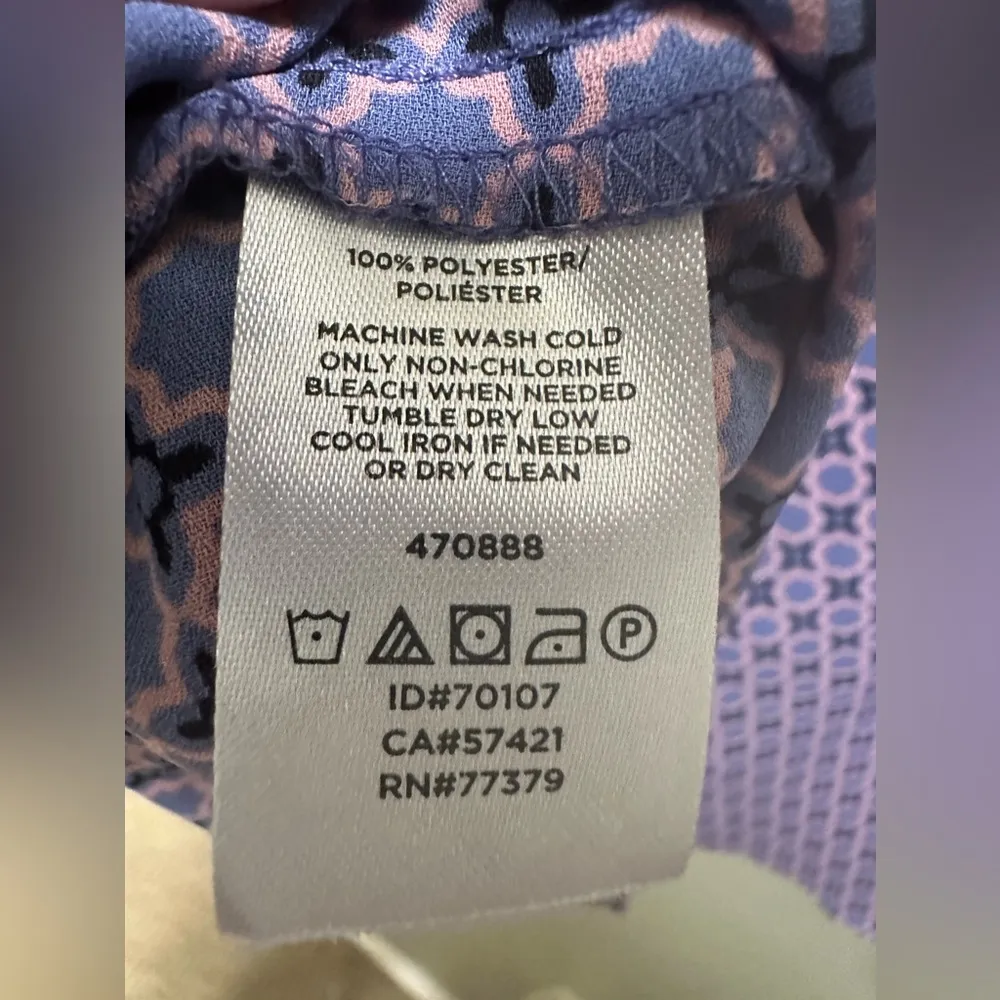 100% POLYESTER/
POLIÉSTER
MACHINE WASH COLD
ONLY NON-CHLORINE
BLEACH WHEN NEEDED
TUMBLE DRY LOW
COOL IRON IF NEEDED
OR DRY CLEAN
470888
P
ID#70107
CA#57421
RN#77379